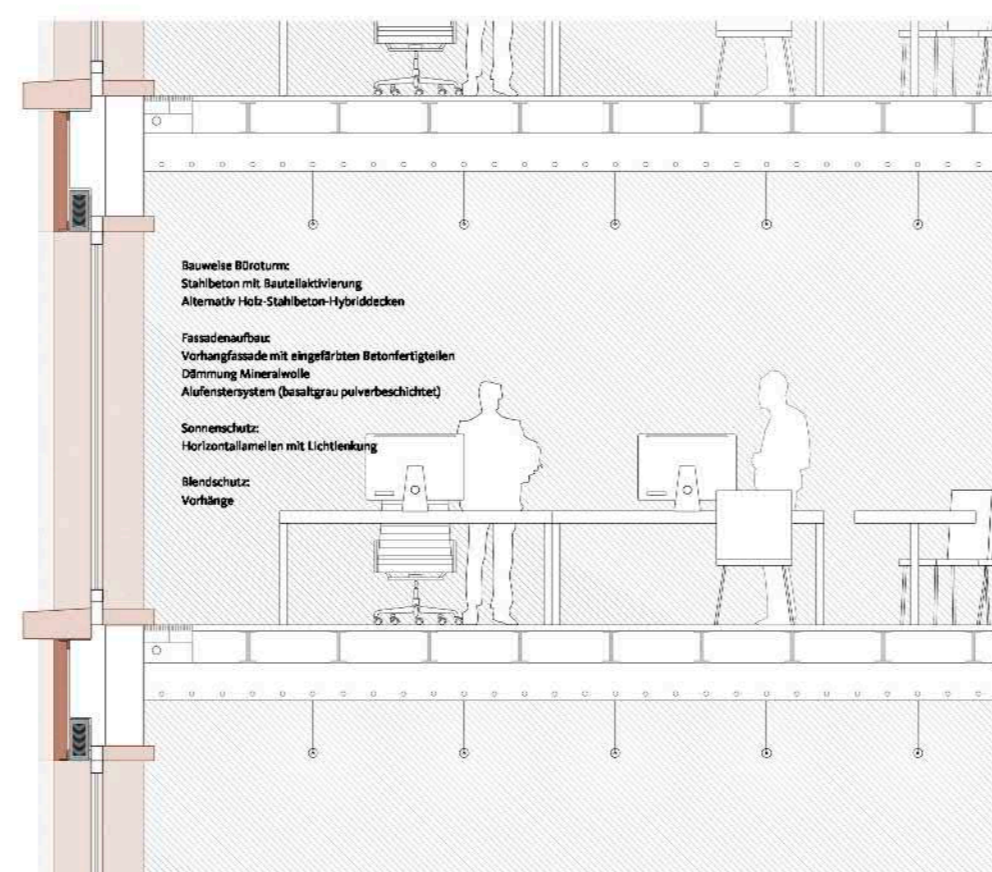 Bauweise Büroturm:
Stahlbeton mit Bauteilaktivierung
Alternativ Holz-Stahlbeton-Hybriddecken
Fassadenaufbau:
Vorhangfassade mit eingefärbten Betonfertigteilen
Dämmung Mineralwolle
Alufenstersystem (basaltgrau pulverbeschichtet)
Sonnenschutz:
Horizontallamellen mit Lichtlenkung
Blendschutz:
Vorhänge